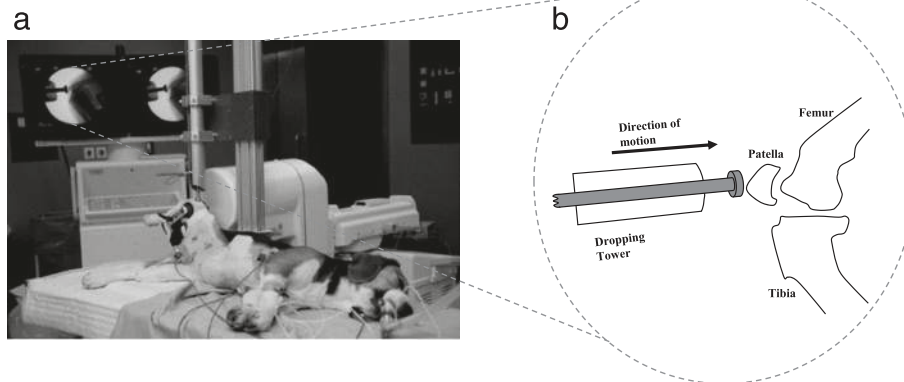 a
b
Direction of
motion
Femur
Patella
Dropping
Tower
Tibia